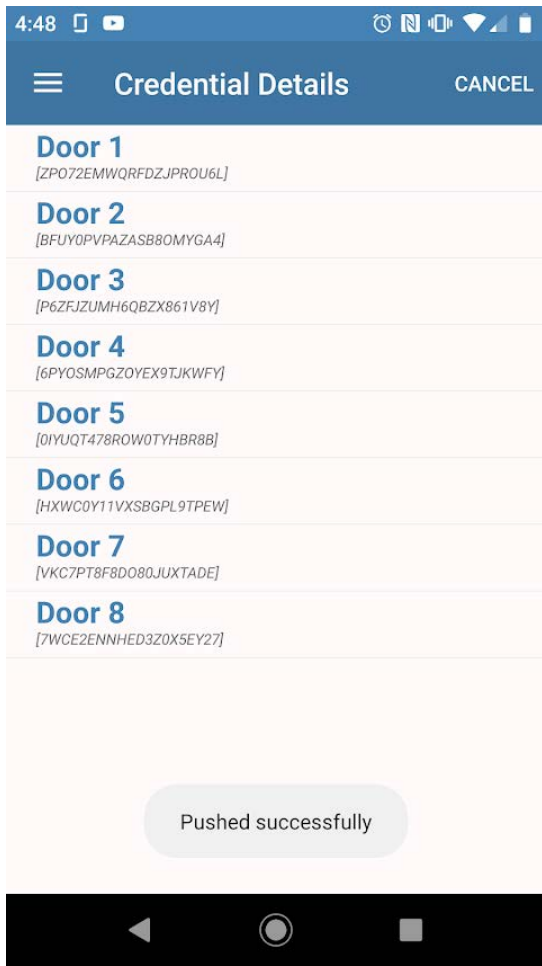 4:48
Credential Details
CANCEL
Door 1
[ZPO72EMWQRFDZJPROU6L]
Door 2
[BFUY0PVPAZASB8OMYGA4]
Door 3
[P6ZFJZUMH6QBZX861V8Y]
Door 4
[6PYOSMPGZOYEX9TJKWFY]
Door 5
[0IYUQT478ROW0TYHBR8B]
Door 6
[HXWC0Y11VXSBGPL9TPEW]
Door 7
[VKC7PT8F8DO80JUXTADE]
Door 8
[7WCE2ENNHED3Z0X5EY27]
Pushed successfully